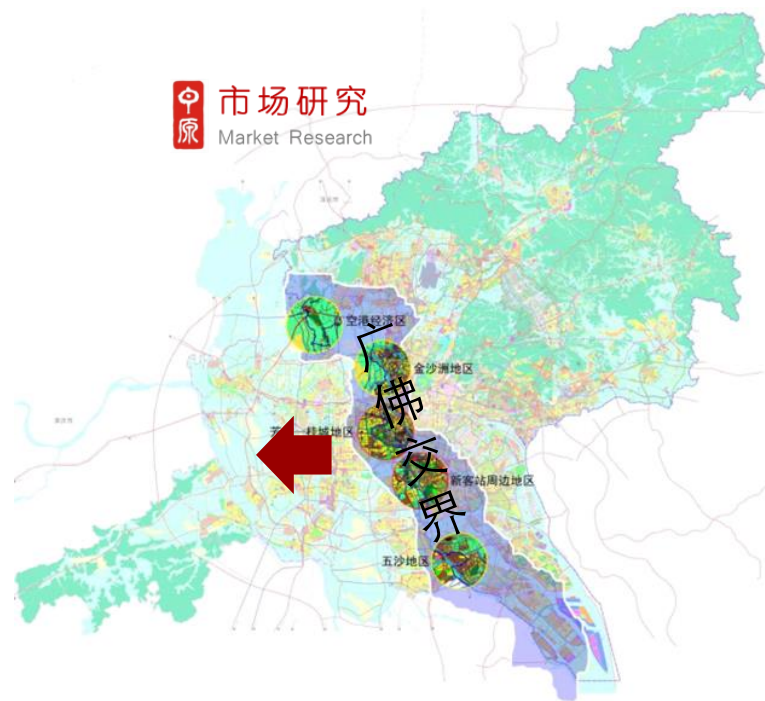 中原
市场研究
Market Research
空港经济区
广佛交界
金沙洲地区
桂城地区
新客站周边地区
五沙地区